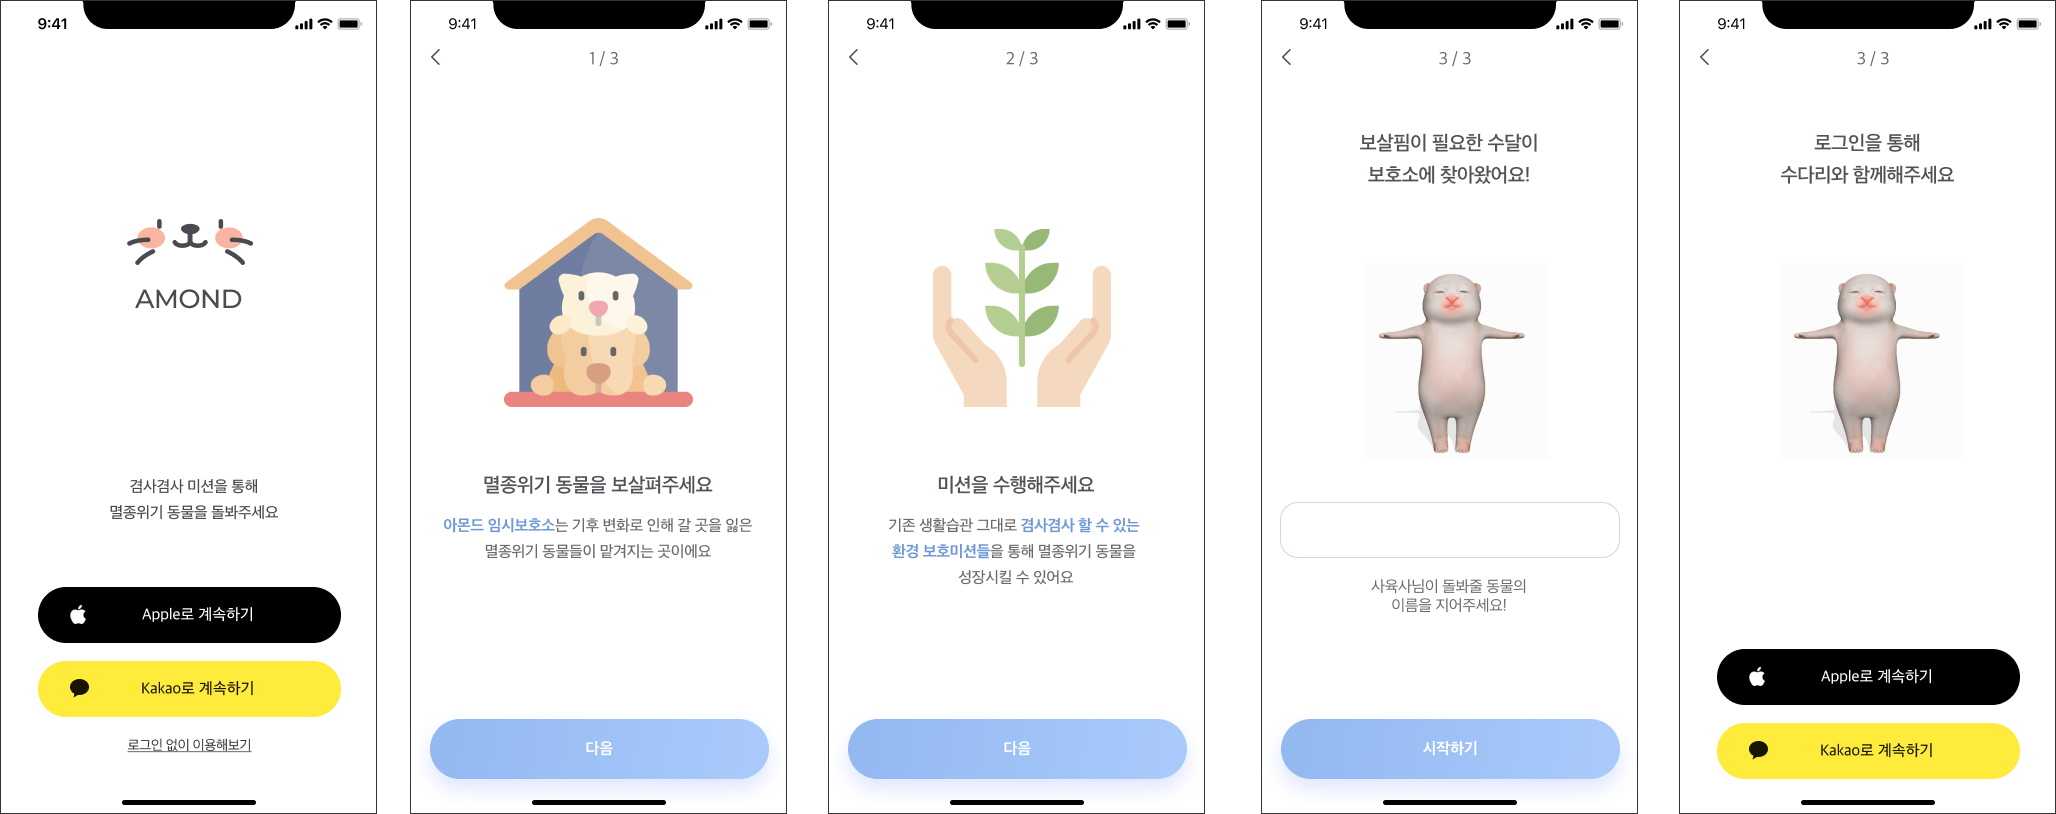 9:41
AMOND
겸사겸사 미션을 통해
멸종위기 동물을 돌봐주세요
Apple로 계속하기
Kakao로 계속하기
로그인 없이 이용해보기
9:41
1 / 3
멸종위기 동물을 보살펴주세요
아몬드 임시보호소는 기후 변화로 인해 갈 곳을 잃은
멸종위기 동물들이 맡겨지는 곳이에요
다음
9:41
2 / 3
미션을 수행해주세요
기존 생활습관 그대로 겸사겸사 할 수 있는
환경 보호미션들을 통해 멸종위기 동물을
성장시킬 수 있어요
다음
9:41
3 / 3
보살핌이 필요한 수달이
보호소에 찾아왔어요!
사육사님이 돌봐줄 동물의
이름을 지어주세요!
시작하기
9:41
3 / 3
로그인을 통해
수다리와 함께해주세요
Apple로 계속하기
Kakao로 계속하기